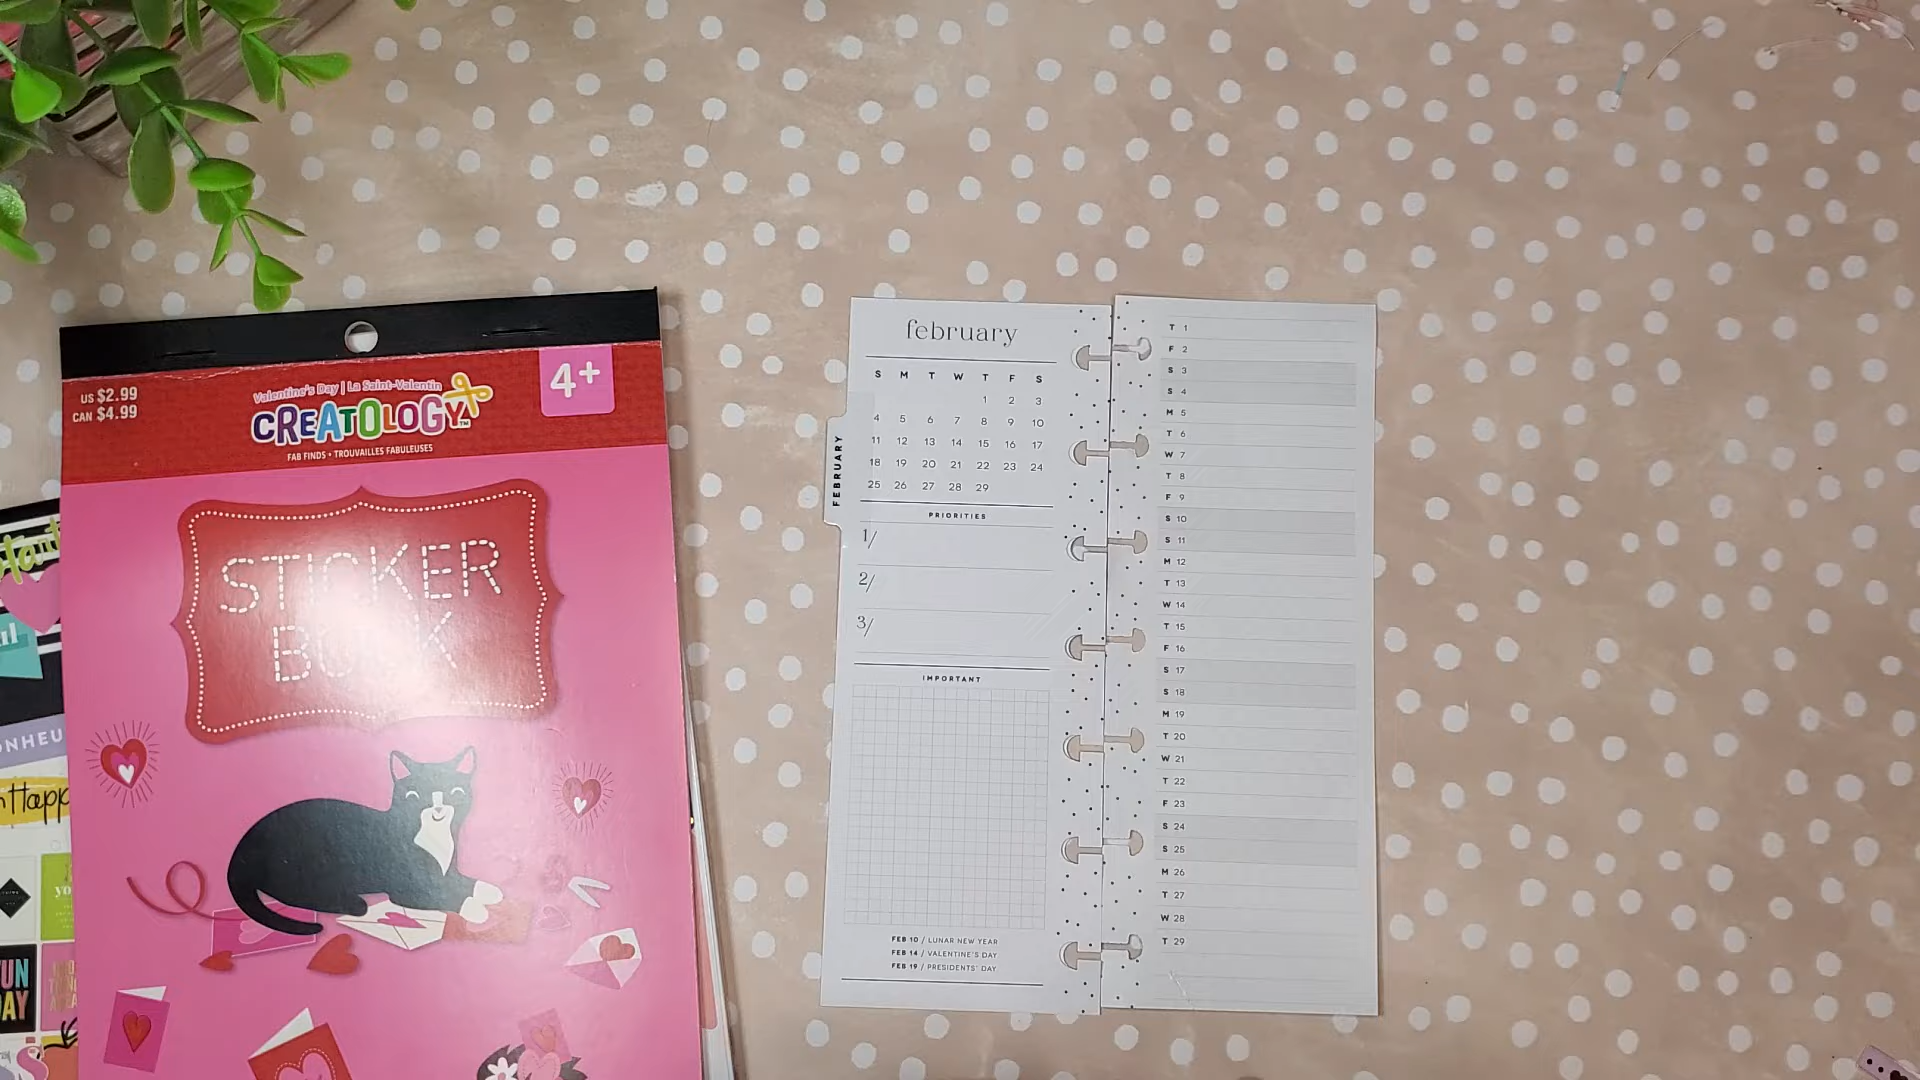 US $2.99
CAN $4.99
Valentine's Day | La Saint-Valentin
CREATOLOGY™
FAB FINDS • TROUVAILLES FABULEUSES
4+
STICKER
BOOK
Happ
FUN
DAY
FEBRUARY
february
S M T W T F S
1 2 3
4 5 6 7 8 9 10
11 12 13 14 15 16 17
18 19 20 21 22 23 24
25 26 27 28 29
PRIORITIES
1/
2/
3/
IMPORTANT
FEB 10 / LUNAR NEW YEAR
FEB 14 / VALENTINE'S DAY
FEB 19 / PRESIDENTS' DAY
T 1
F 2
S 3
S 4
M 5
T 6
W 7
T 8
F 9
S 10
S 11
M 12
T 13
W 14
T 15
F 16
S 17
S 18
M 19
T 20
W 21
T 22
F 23
S 24
S 25
M 26
T 27
W 28
T 29